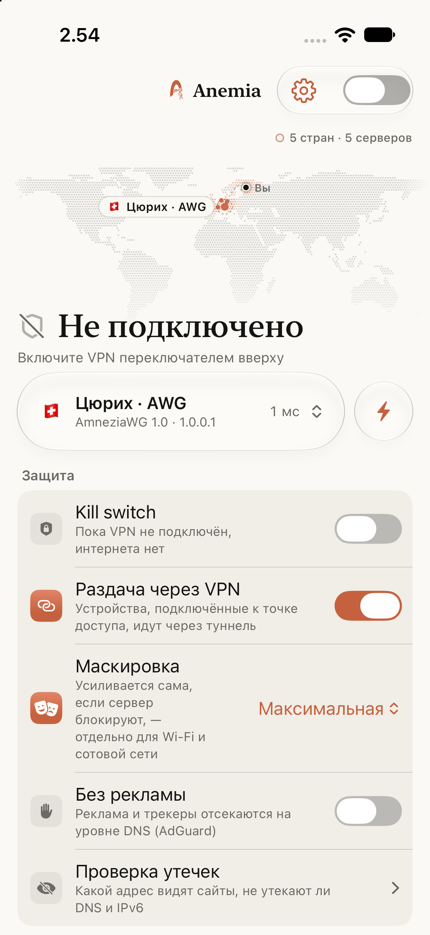 2.54
Anemia
5 стран · 5 серверов
Вы
Цюрих · AWG
Не подключено
Включите VPN переключателем вверху
Цюрих · AWG
AmneziaWG 1.0 · 1.0.0.1
1 мс
Защита
Kill switch
Пока VPN не подключён,
интернета нет
Раздача через VPN
Устройства, подключённые к точке
доступа, идут через туннель
Маскировка
Усиливается сама,
если сервер
блокируют, —
отдельно для Wi-Fi и
сотовой сети
Максимальная
Без рекламы
Реклама и трекеры отсекаются на
уровне DNS (AdGuard)
Проверка утечек
Какой адрес видят сайты, не утекают ли
DNS и IPv6